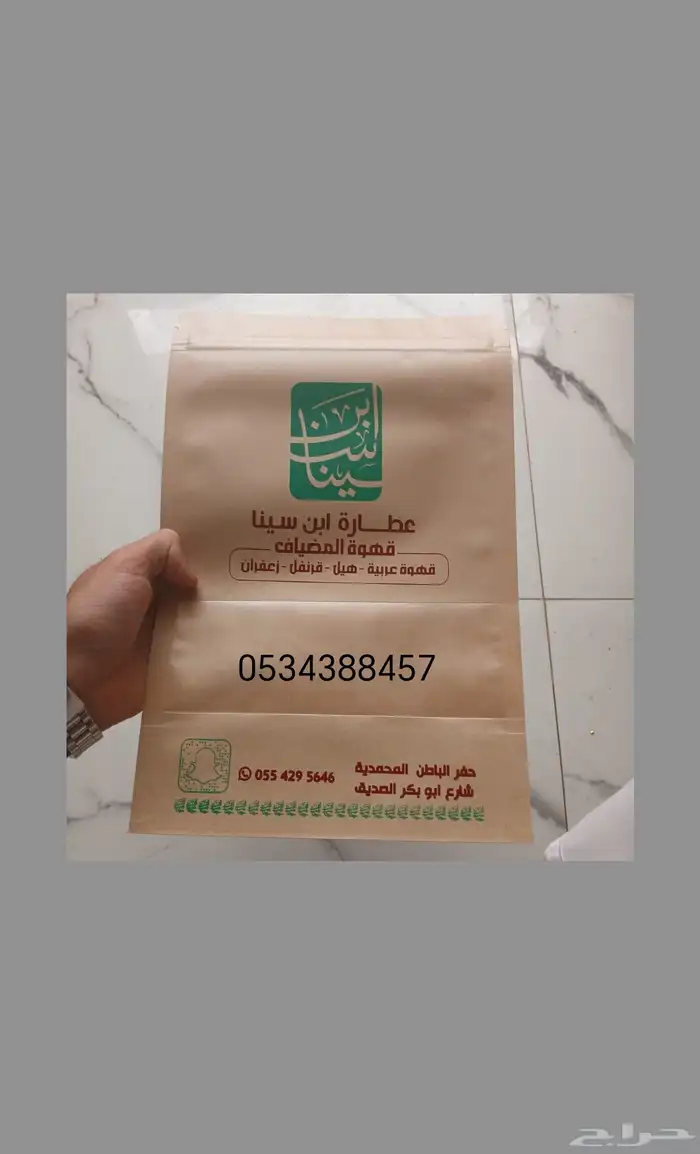 ابن سينا
عطارة ابن سينا
قهوة المضياف
قهوة عربية - هيل - قرنفل - زعفران
0534388457
حفر الباطن المحمدية
055 429 5646
شارع ابو بكر الصديق
حراج